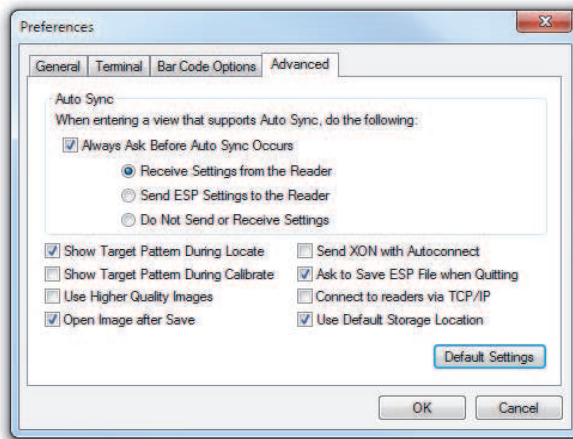 Preferences
General Terminal Bar Code Options Advanced
Auto Sync
When entering a view that supports Auto Sync, do the following:
Always Ask Before Auto Sync Occurs
Receive Settings from the Reader
Send ESP Settings to the Reader
Do Not Send or Receive Settings
Show Target Pattern During Locate Send XON with Autoconnect
Show Target Pattern During Calibrate Ask to Save ESP File when Quitting
Use Higher Quality Images Connect to readers via TCP/IP
Open Image after Save Use Default Storage Location
Default Settings
OK Cancel